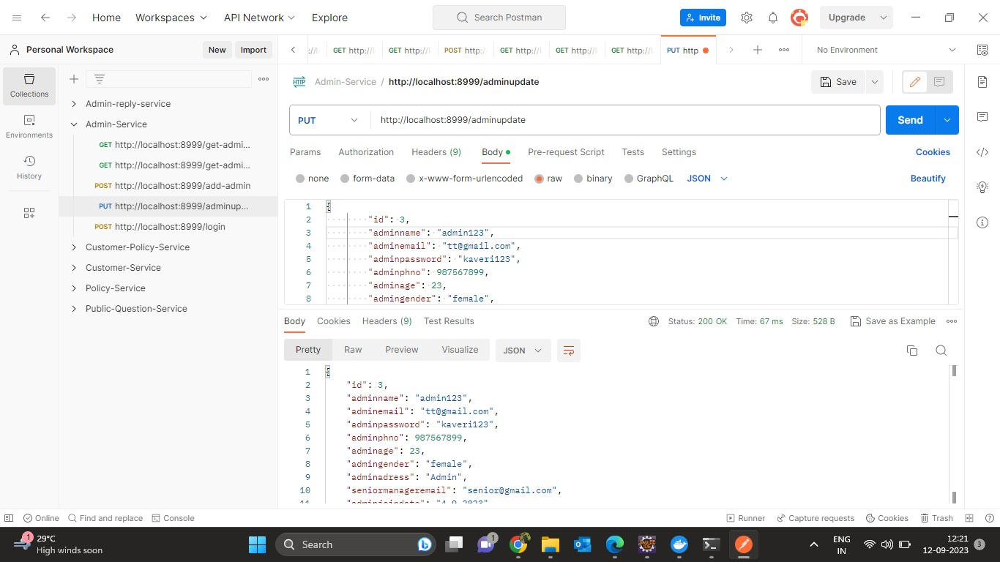 Home Workspaces API Network Explore Search Postman Invite Upgrade
Personal Workspace New Import
GET http://l GET http://l POST http:/ GET http://l GET http://l GET http://l PUT http No Environment
Collections
Environments
History
Admin-reply-service
Admin-Service
GET http://localhost:8999/get-admi...
GET http://localhost:8999/get-admi...
POST http://localhost:8999/add-admin
PUT http://localhost:8999/adminup...
POST http://localhost:8999/login
Customer-Policy-Service
Customer-Service
Policy-Service
Public-Question-Service
HTTP Admin-Service / http://localhost:8999/adminupdate Save
PUT http://localhost:8999/adminupdate Send
Params Authorization Headers (9) Body Pre-request Script Tests Settings Cookies
none form-data x-www-form-urlencoded raw binary GraphQL JSON Beautify
1 {
2 "id": 3,
3 "adminname": "admin123",
4 "adminemail": "tt@gmail.com",
5 "adminpassword": "kaveri123",
6 "adminphno": 987567899,
7 "adminage": 23,
8 "admingender": "female",
Body Cookies Headers (9) Test Results Status: 200 OK Time: 67 ms Size: 528 B Save as Example
Pretty Raw Preview Visualize JSON
1 {
2 "id": 3,
3 "adminname": "admin123",
4 "adminemail": "tt@gmail.com",
5 "adminpassword": "kaveri123",
6 "adminphno": 987567899,
7 "adminage": 23,
8 "admingender": "female",
9 "adminadress": "Admin",
10 "seniormanageremail": "senior@gmail.com",
11 "adminjoindate": "4-9-2023"
Online Find and replace Console Runner Capture requests Cookies Trash
1 29°C
High winds soon
Search
1
ENG
IN
12:21
12-09-2023
3